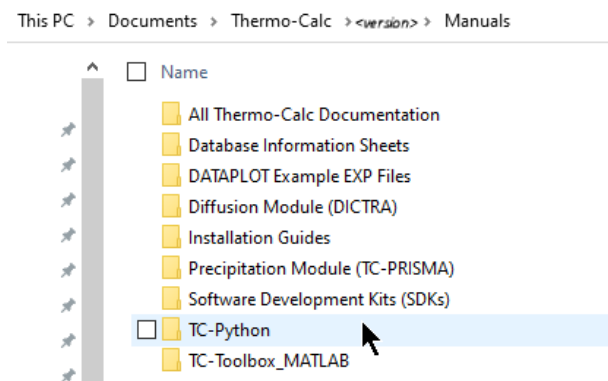 This PC > Documents > Thermo-Calc > <version> > Manuals
Name
All Thermo-Calc Documentation
Database Information Sheets
DATAPLOT Example EXP Files
Diffusion Module (DICTRA)
Installation Guides
Precipitation Module (TC-PRISMA)
Software Development Kits (SDKs)
TC-Python
TC-Toolbox_MATLAB